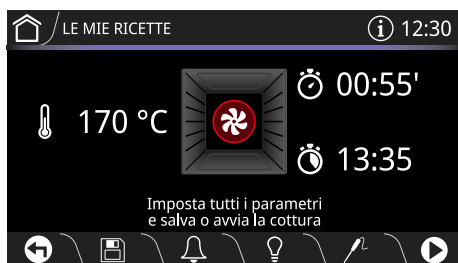 LE MIE RICETTE
i 12:30
170 °C
00:55'
13:35
Imposta tutti i parametri
e salva o avvia la cottura